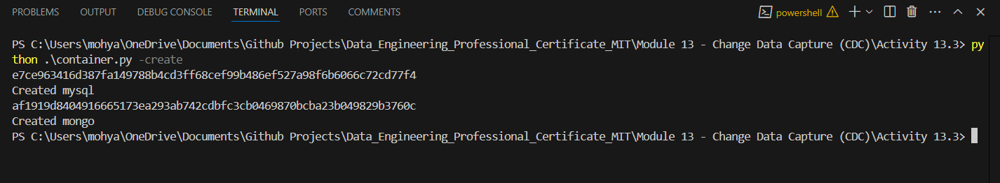 PROBLEMS OUTPUT DEBUG CONSOLE TERMINAL PORTS COMMENTS powershell
PS C:\Users\mohya\OneDrive\Documents\Github Projects\Data_Engineering_Professional_Certificate_MIT\Module 13 - Change Data Capture (CDC)\Activity 13.3> py
thon .\container.py -create
e7ce963416d387fa149788b4cd3ff68cef99b486ef527a98f6b6066c72cd77f4
Created mysql
af1919d8404916665173ea293ab742cdbfc3cb0469870bcba23b049829b3760c
Created mongo
PS C:\Users\mohya\OneDrive\Documents\Github Projects\Data_Engineering_Professional_Certificate_MIT\Module 13 - Change Data Capture (CDC)\Activity 13.3>